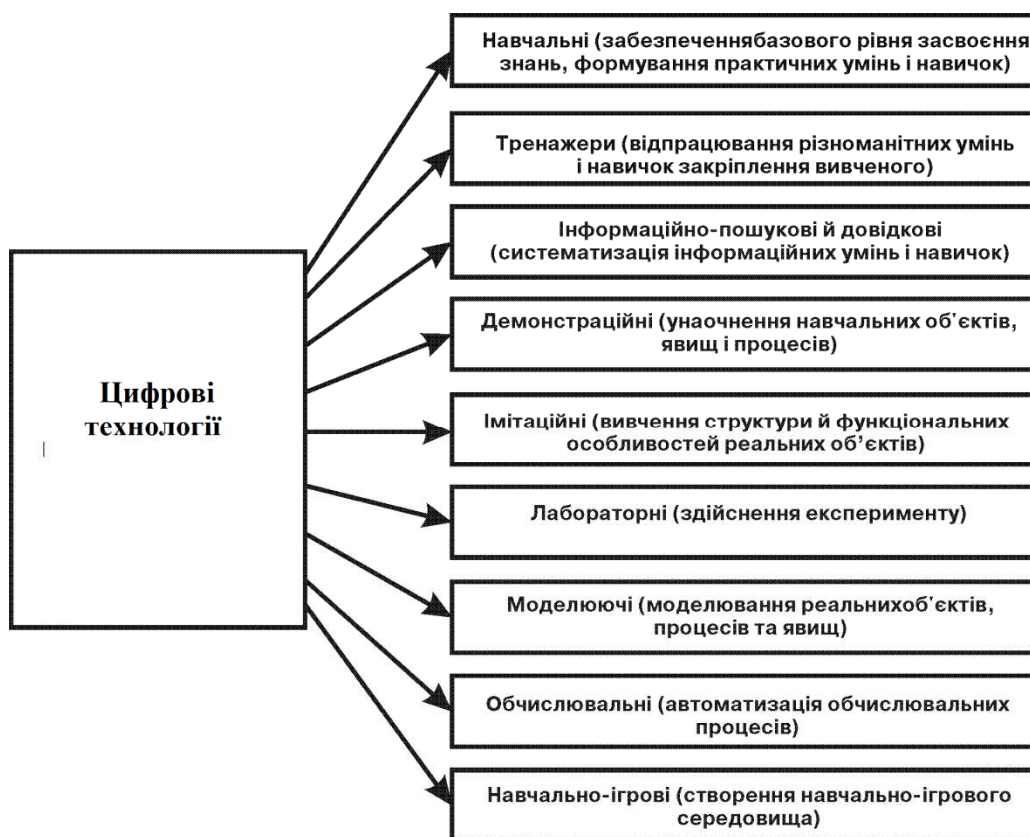 Навчальні (забезпеченнябазового рівня засвоєння
знань, формування практичних умінь і навичок)
Тренажери (відпрацювання різноманітних умінь
і навичок закріплення вивченого)
Інформаційно-пошукові й довідкові
(систематизація інформаційних умінь і навичок)
Демонстраційні (унаочнення навчальних об'єктів,
явищ і процесів)
Цифрові
технології
Імітаційні (вивчення структури й функціональних
особливостей реальних об’єктів)
Лабораторні (здійснення експерименту)
Моделюючі (моделювання реальнихоб'єктів,
процесів та явищ)
Обчислювальні (автоматизація обчислювальних
процесів)
Навчально-ігрові (створення навчально-ігрового
середовища)